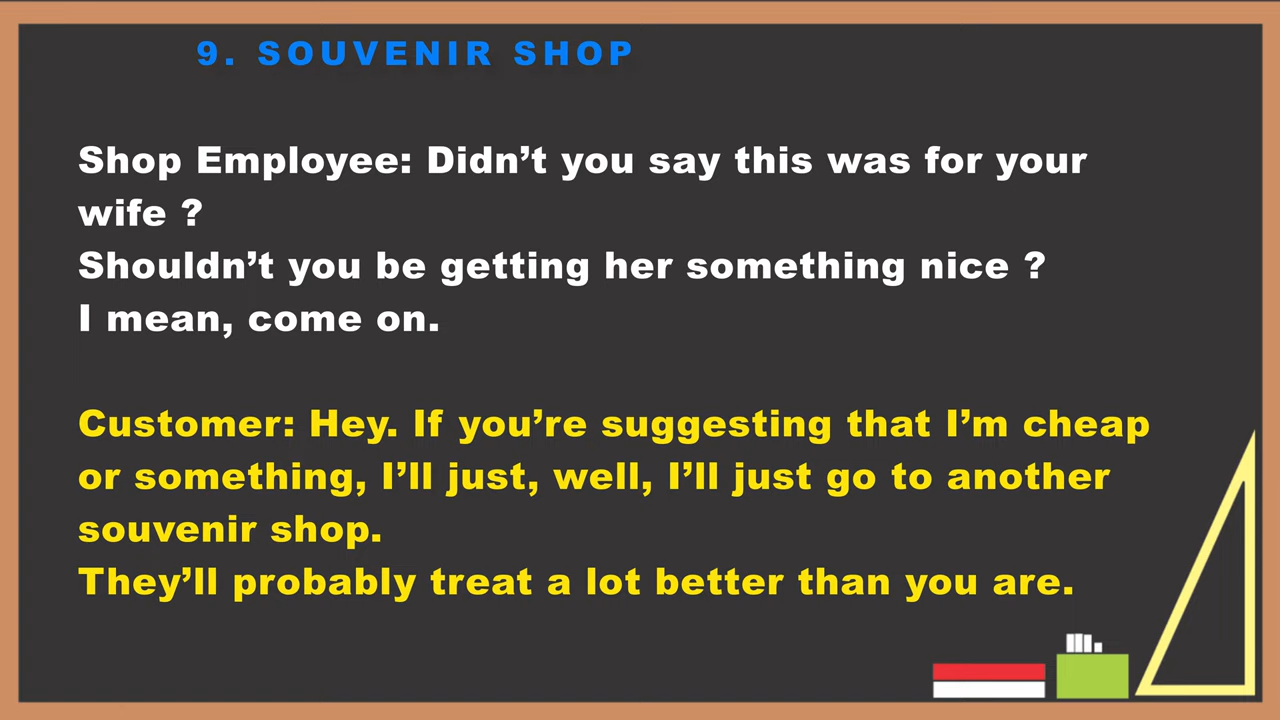 9. SOUVENIR SHOP
Shop Employee: Didn’t you say this was for your
wife ?
Shouldn’t you be getting her something nice ?
I mean, come on.
Customer: Hey. If you’re suggesting that I’m cheap
or something, I’ll just, well, I’ll just go to another
souvenir shop.
They’ll probably treat a lot better than you are.